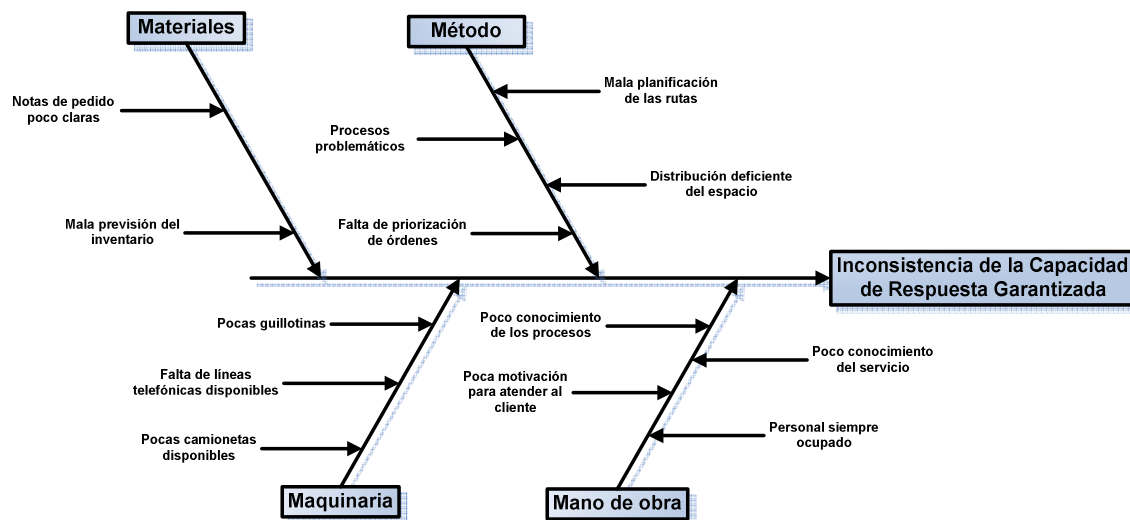 Materiales
Método
Notas de pedido
poco claras
Mala previsión del
inventario
Mala planificación
de las rutas
Procesos
problemáticos
Distribución deficiente
del espacio
Falta de priorización
de órdenes
Inconsistencia de la Capacidad
de Respuesta Garantizada
Pocas guillotinas
Falta de líneas
telefónicas disponibles
Pocas camionetas
disponibles
Poco conocimiento
de los procesos
Poco conocimiento
del servicio
Poca motivación
para atender al
cliente
Personal siempre
ocupado
Maquinaria
Mano de obra